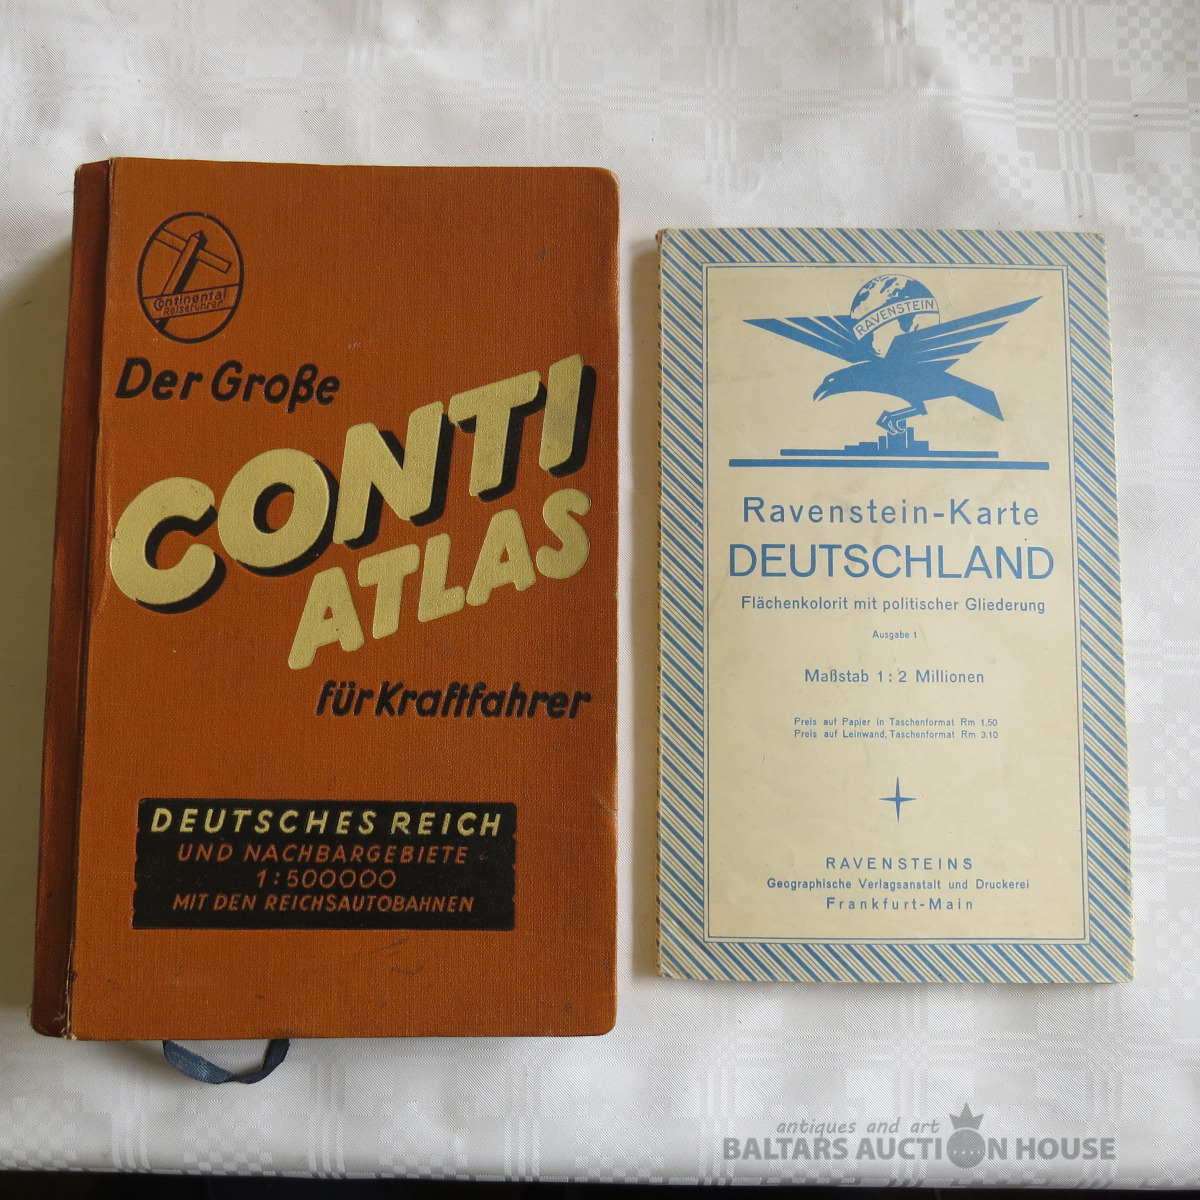 Continental
Reiseführer
Der Große
CONTI
ATLAS
für Kraftfahrer
DEUTSCHES REICH
UND NACHBARGEBIETE
1:500000
MIT DEN REICHSAUTOBAHNEN
RAVENSTEIN
Ravenstein-Karte
DEUTSCHLAND
Flächenkolorit mit politischer Gliederung
Ausgabe 1
Maßstab 1:2 Millionen
Preis auf Papier in Taschenformat Rm 1.50
Preis auf Leinwand, Taschenformat Rm 3.10
RAVENSTEINS
Geographische Verlagsanstalt und Druckerei
Frankfurt-Main
antiques and art
BALTARS AUCTION HOUSE